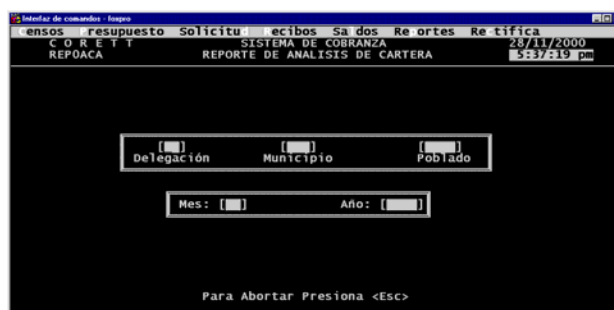 Interfaz de comandos - foxpro
ensos resupuesto Solicitu ecibos Sa dos Re ortes Re tifica
C O R E T T SISTEMA DE COBRANZA 28/11/2000
REPOACA REPORTE DE ANALISIS DE CARTERA 5:37:19 pm
[ ] [ ] [ ]
Delegación Municipio Poblado
Mes: [ ] Año: [ ]
Para Abortar Presiona <Esc>